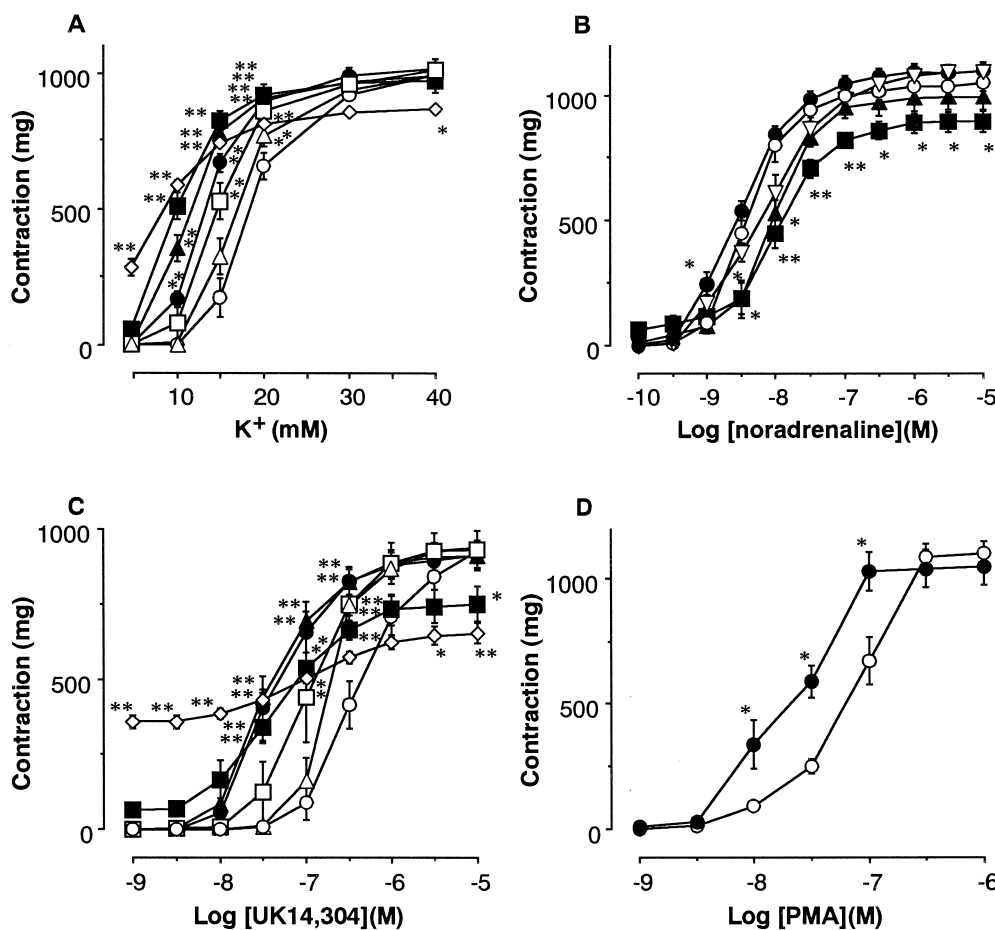 A
Contraction (mg)
1000
500
0
** ** ** **
** ** **
** **
**
** * *
* *
* *
* *
* *
*
10 20 30 40
K+ (mM)
B
Contraction (mg)
1000
500
0
* * * * ** ** * ** * * *
-10 -9 -8 -7 -6 -5
Log [noradrenaline](M)
C
Contraction (mg)
1000
500
0
** ** ** ** ** ** ** ** ** ** ** ** ** ** ** * * * * * * **
-9 -8 -7 -6 -5
Log [UK14,304](M)
D
Contraction (mg)
1000
500
0
* * *
-9 -8 -7 -6
Log [PMA](M)